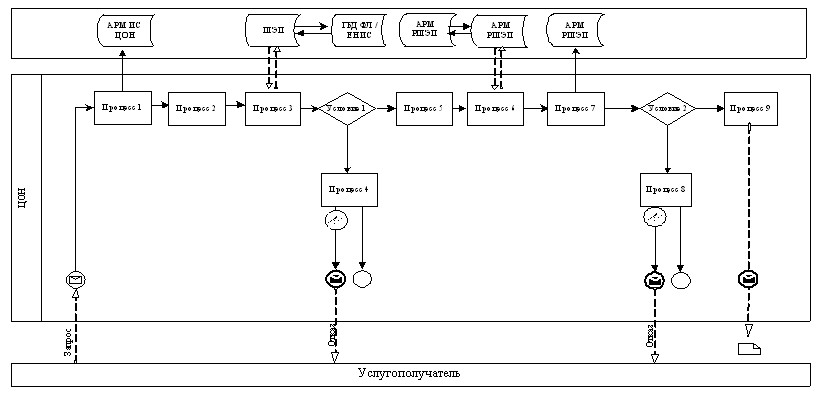 АРМ ИС
ЦОН
ШЭП
ГБД ФЛ /
ЕНИС
АРМ
РШЭП
АРМ
РШЭП
АРМ
РШЭП
Процесс 1
Процесс 2
Процесс 3
Условие 1
Процесс 5
Процесс 6
Процесс 7
Условие 2
Процесс 9
Процесс 4
Процесс 8
ЦОН
Запрос
Отказ
Отказ
Услугополучатель